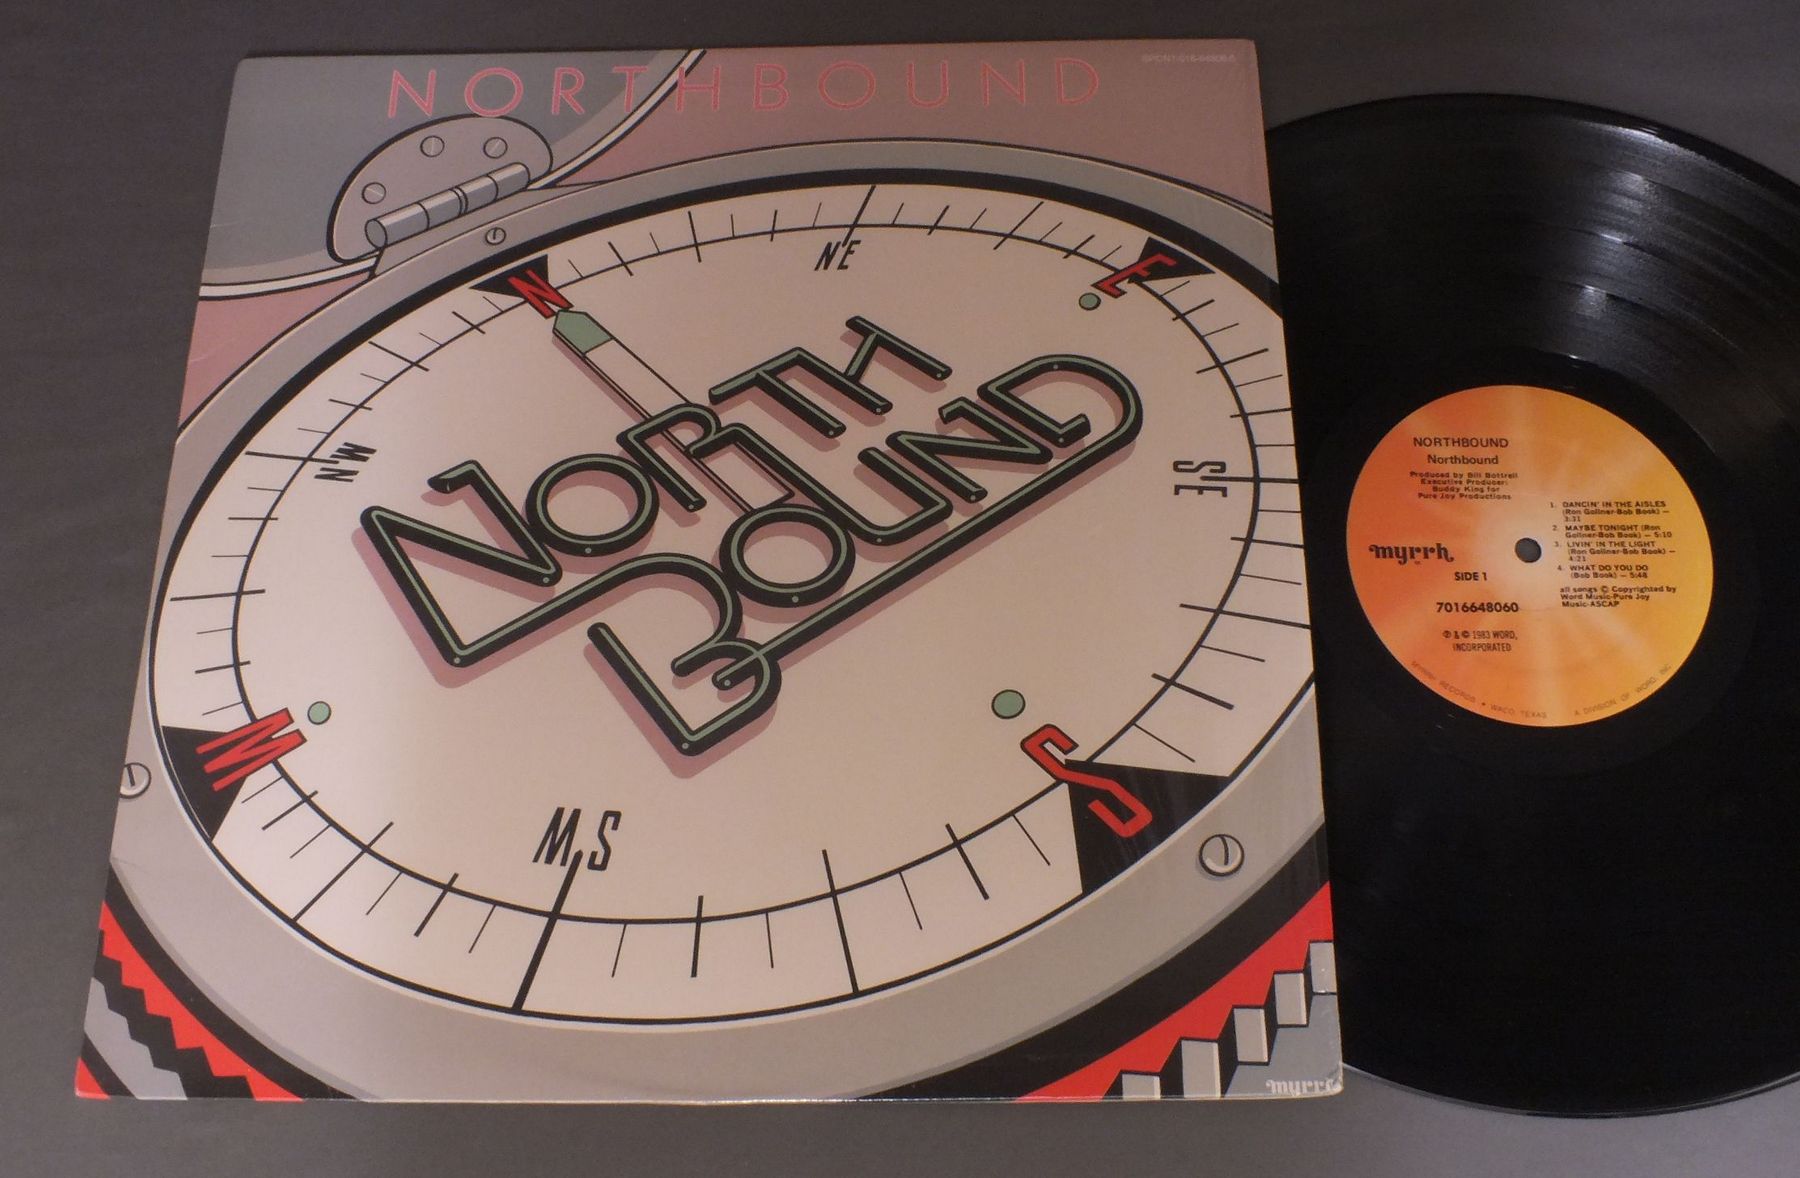 NORTHBOUND
N
NE
E
NORTH
BOUND
SE
S
M
M.S
M.N
myrrh
NORTHBOUND
Northbound
Produced by Bill Bottrell
Executive Producer:
Buddy King for
Pure Joy Productions
1. DANCIN' IN THE AISLES
(Ron Gollner-Bob Book) —
3:31
2. MAYBE TONIGHT (Ron
Gollner-Bob Book) — 5:10
3. LIVIN' IN THE LIGHT
(Ron Gollner-Bob Book) —
4:21
4. WHAT DO YOU DO
(Bob Book) — 5:48
all songs © Copyrighted by
Word Music-Pure Joy
Music-ASCAP
myrrh
SIDE 1
7016648060
℗ & © 1983 WORD,
INCORPORATED
MYRRH RECORDS • WACO, TEXAS A DIVISION OF WORD, INC.